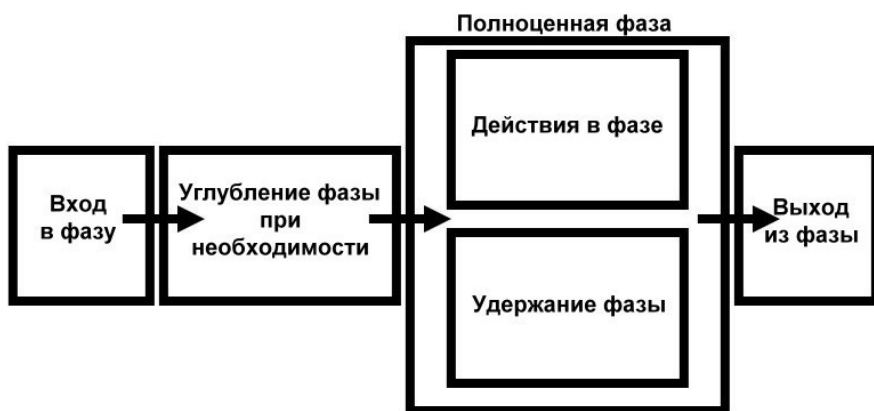 Полноценная фаза
Вход
в фазу
Углубление фазы
при
необходимости
Действия в фазе
Удержание фазы
Выход
из фазы